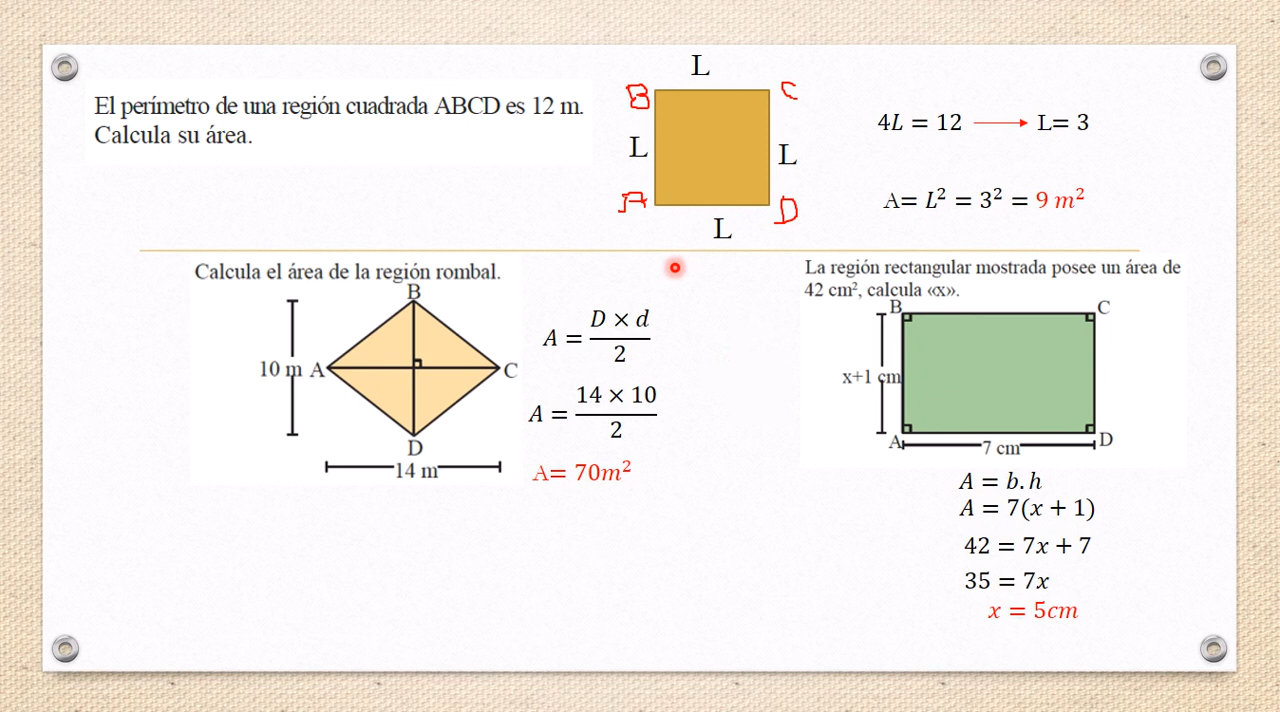 El perímetro de una región cuadrada ABCD es 12 m.
Calcula su área.
L
B
C
L
L
A
D
L
4L = 12 → L= 3
A= L² = 3² = 9 m²
Calcula el área de la región rombal.
B
10 m A
C
D
14 m
A = D × d / 2
A = 14 × 10 / 2
A= 70m²
La región rectangular mostrada posee un área de
42 cm², calcula «x».
B
C
x+1 cm
A
D
7 cm
A = b.h
A = 7(x + 1)
42 = 7x + 7
35 = 7x
x = 5cm